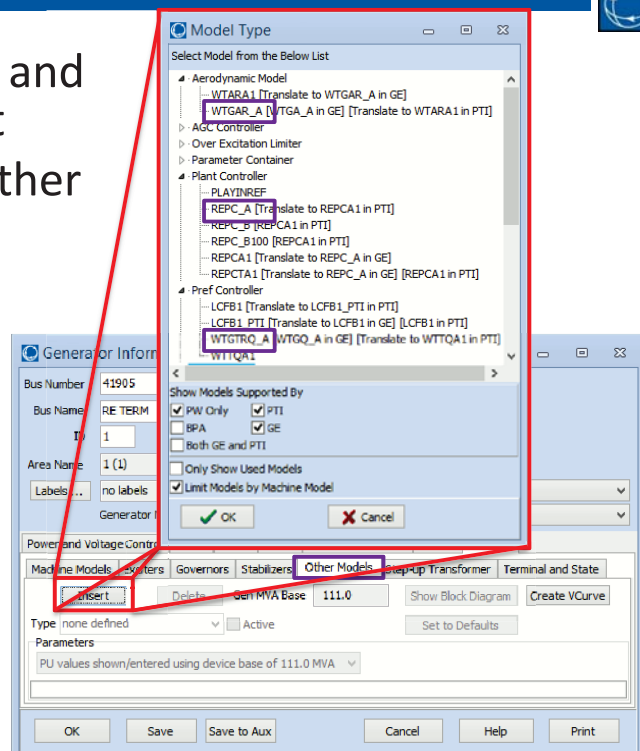 and
t
ther
Model Type
Select Model from the Below List
Aerodynamic Model
WTARA1 [Translate to WTGAR_A in GE]
WTGAR_A [WTGA_A in GE] [Translate to WTARA1 in PTI]
AGC Controller
Over Excitation Limiter
Parameter Container
Plant Controller
PLAYINREF
REPC_A [Translate to REPCA1 in PTI]
REPC_B [REPCA1 in PTI]
REPC_B100 [REPCA1 in PTI]
REPCA1 [Translate to REPC_A in GE]
REPCTA1 [Translate to REPC_A in GE] [REPCA1 in PTI]
Pref Controller
LCFB1 [Translate to LCFB1_PTI in PTI]
LCFB1_PTI [Translate to LCFB1 in GE] [LCFB1 in PTI]
WTGTRQ_A [WTGQ_A in GE] [Translate to WTTQA1 in PTI]
WTTQA1
Show Models Supported By
PW Only PTI
BPA GE
Both GE and PTI
Only Show Used Models
Limit Models by Machine Model
OK Cancel
Generator Inform
Bus Number 41905
Bus Name RE TERM
ID 1
Area Name 1 (1)
Labels ... no labels
Generator
Power and Voltage Contro
Machine Models Exciters Governors Stabilizers Other Models Step-up Transformer Terminal and State
Insert Delete Gen MVA Base 111.0 Show Block Diagram Create VCurve
Type none defined Active Set to Defaults
Parameters
PU values shown/entered using device base of 111.0 MVA
OK Save Save to Aux Cancel Help Print